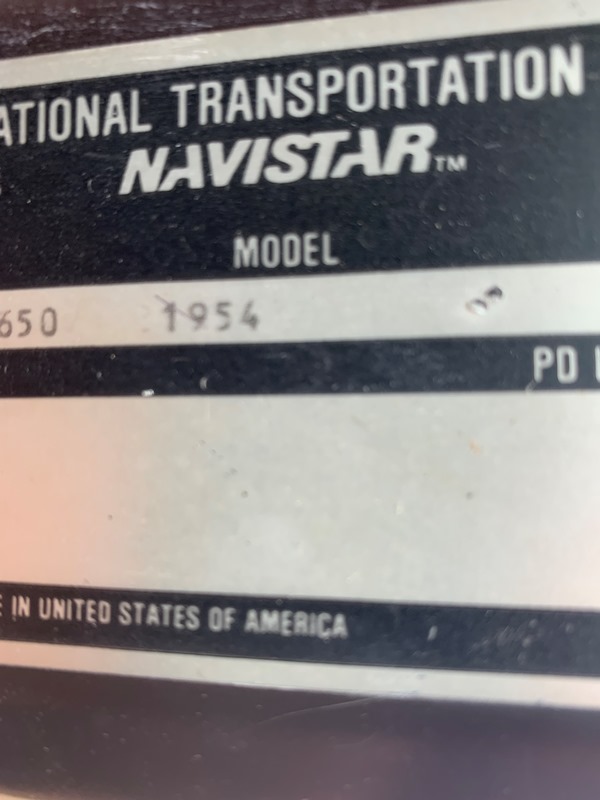 ATIONAL TRANSPORTATION
NAVISTAR™
MODEL
650 1954
PD
E IN UNITED STATES OF AMERICA